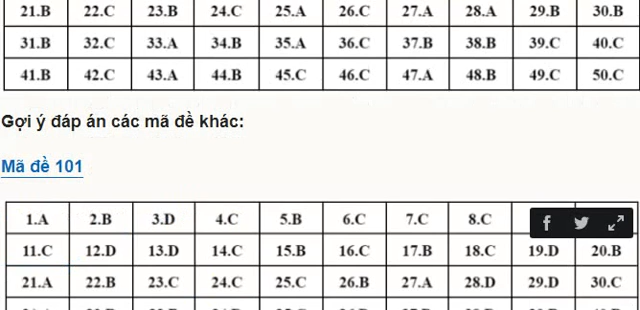 21.B 22.C 23.B 24.C 25.A 26.C 27.A 28.A 29.B 30.B
31.B 32.C 33.A 34.B 35.A 36.C 37.B 38.B 39.C 40.C
41.B 42.C 43.A 44.B 45.C 46.C 47.A 48.B 49.C 50.C
Gợi ý đáp án các mã đề khác:
Mã đề 101
1.A 2.B 3.D 4.C 5.B 6.C 7.C 8.C
11.C 12.D 13.D 14.C 15.B 16.C 17.B 18.C 19.D 20.B
21.A 22.B 23.C 24.C 25.C 26.B 27.A 28.D 29.D 30.C